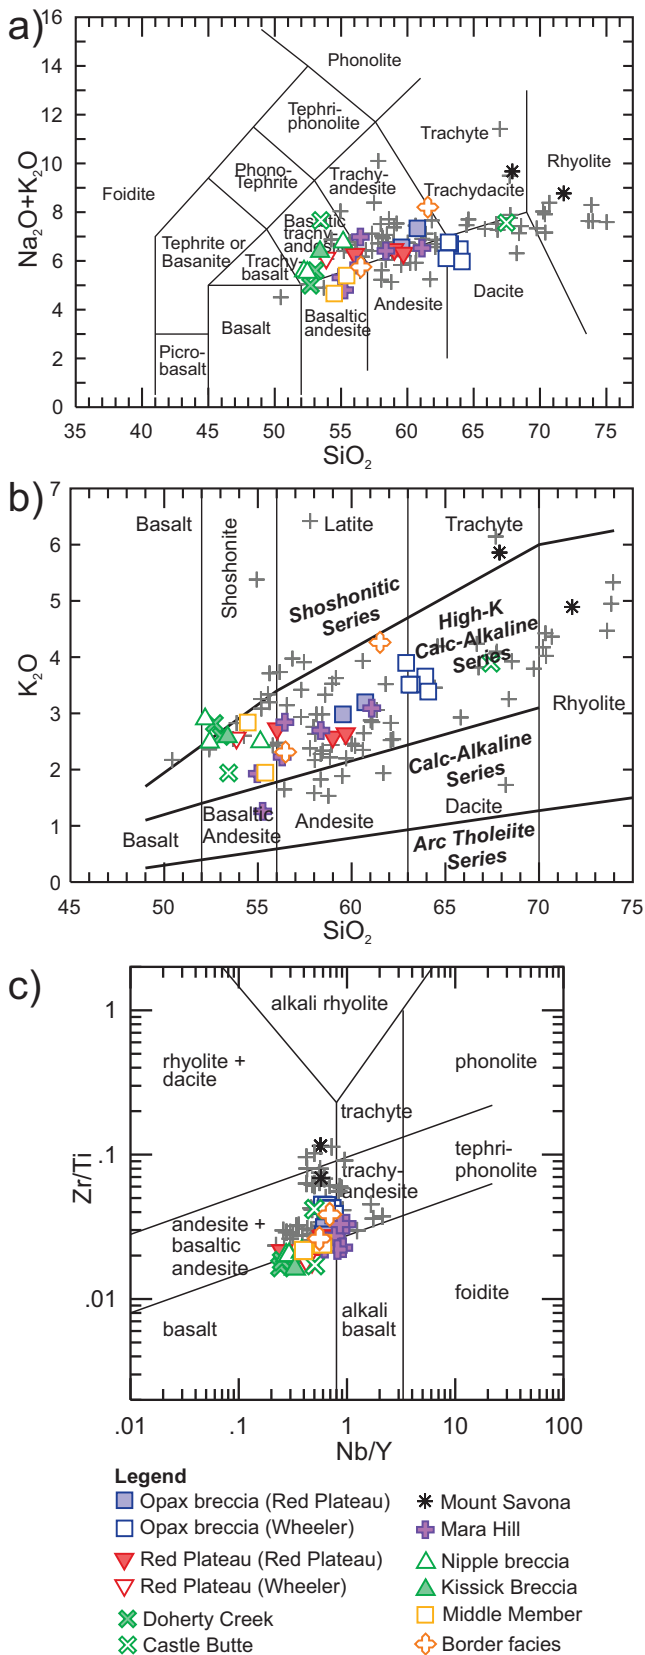 a)
16
14
12
10
8
6
4
2
0
Na₂O+K₂O
Phonolite
Tephri-
phonolite
Trachyte
Foidite
Phono-
Tephrite
Trachy-
andesite
Trachydacite
Rhyolite
Tephrite or
Basanite
Basaltic
trachy
andesite
Trachy-
basalt
Picro-
basalt
Basalt
Basaltic
andesite
Andesite
Dacite
35 45 50 55 60 65 70 75
SiO₂
b)
7
6
5
4
3
2
1
0
K₂O
Basalt
Shoshonite
Latite
Trachyte
Shoshonitic
Series
High-K
Calc-Alkaline
Series
Rhyolite
Calc-Alkaline
Series
Basalt
Basaltic
Andesite
Andesite
Dacite
Arc Tholeiite
Series
45 50 55 60 65 70 75
SiO₂
c)
1
.1
.01
Zr/Ti
alkali rhyolite
rhyolite +
dacite
phonolite
trachyte
tephri-
phonolite
trachy-
andesite
andesite +
basaltic
andesite
basalt
alkali
basalt
foidite
.01 .1 1 10 100
Nb/Y
Legend
Opax breccia (Red Plateau)
Opax breccia (Wheeler)
Red Plateau (Red Plateau)
Red Plateau (Wheeler)
Doherty Creek
Castle Butte
Mount Savona
Mara Hill
Nipple breccia
Kissick Breccia
Middle Member
Border facies